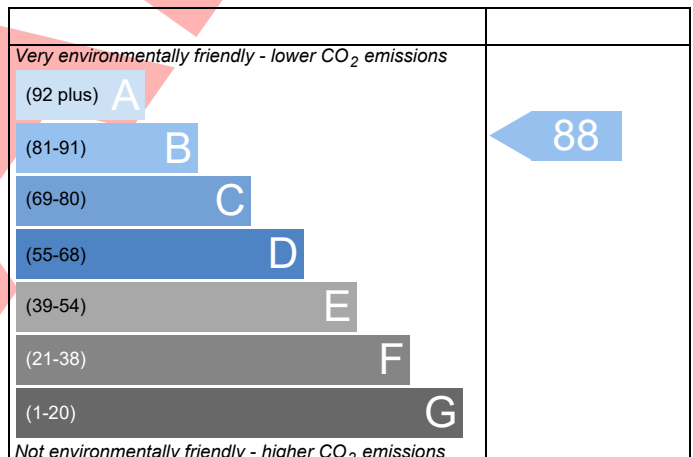 Very environmentally friendly - lower CO2 emissions
(92 plus) A
(81-91) B
88
(69-80) C
(55-68) D
(39-54) E
(21-38) F
(1-20) G
Not environmentally friendly - higher CO2 emissions